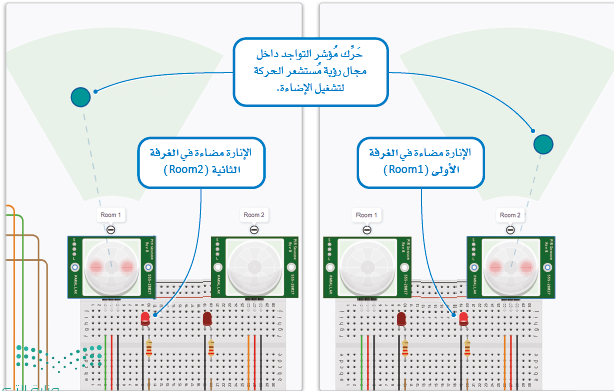 حَرِّك مُؤشر التواجد داخل
مجال رؤية مُستشعر الحركة
لتشغيل الإضاءة.
الإنارة مضاءة في الغرفة
الأولى (Room1)
الإنارة مضاءة في الغرفة
الثانية (Room2)
Room 1
Room 2
Room 1
Room 2